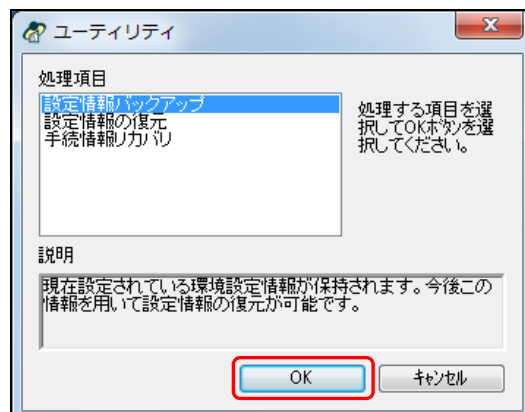 ユーティリティ
処理項目
設定情報バックアップ
設定情報の復元
手続情報リカバリ
処理する項目を選
択してOKボタンを選
択してください。
説明
現在設定されている環境設定情報が保持されます。今後この
情報を用いて設定情報の復元が可能です。
OK
キャンセル